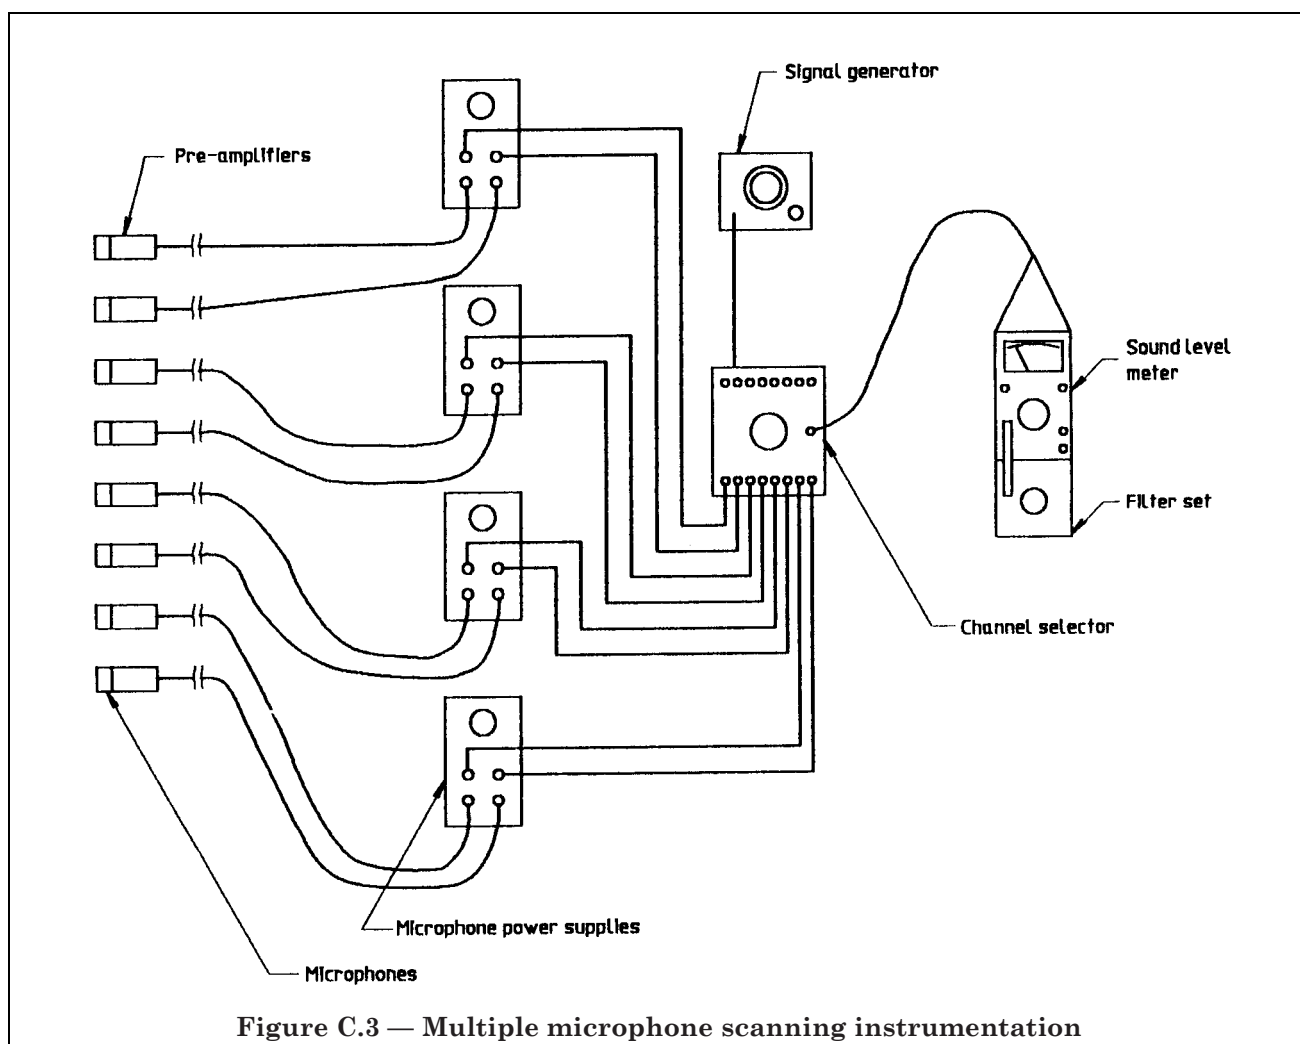 Signal generator
Pre-amplifiers
Sound level
meter
Filter set
Channel selector
Microphone power supplies
Microphones
Figure C.3 — Multiple microphone scanning instrumentation